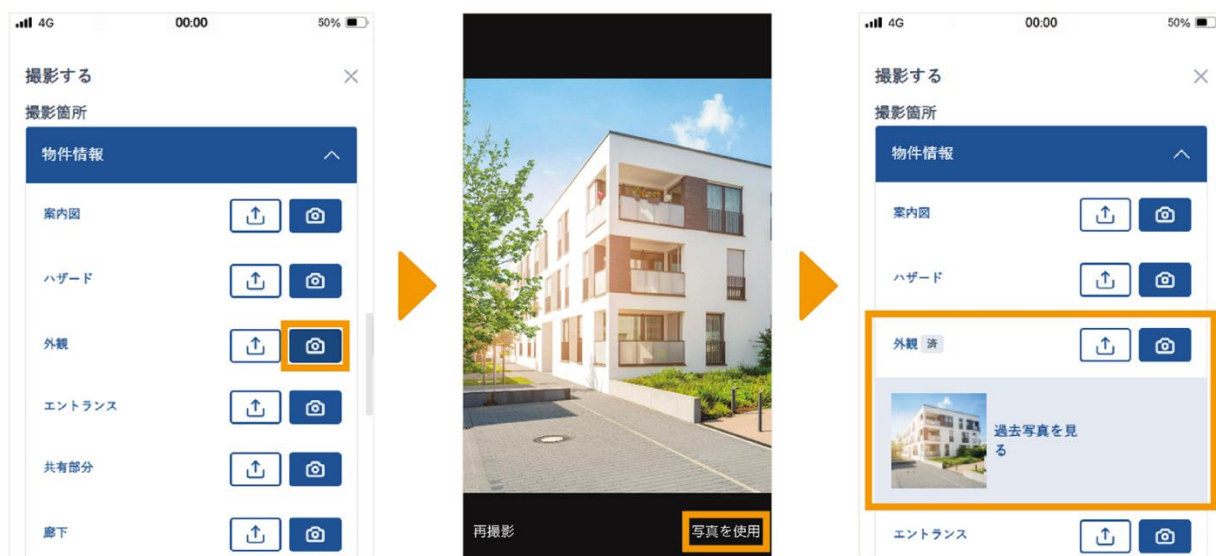 4G 00:00 50%
撮影する
撮影箇所
物件情報
案内図
ハザード
外観
エントランス
共有部分
廊下
再撮影 写真を使用
4G 00:00 50%
撮影する
撮影箇所
物件情報
案内図
ハザード
外観 済
過去写真を見
る
エントランス